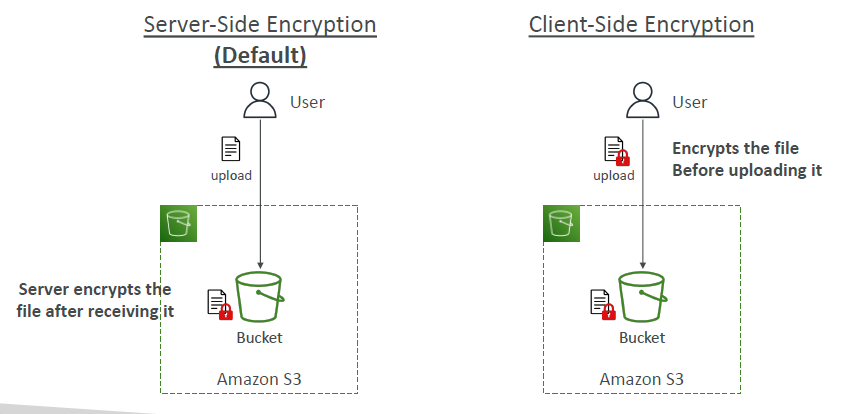 Server-Side Encryption
(Default)
User
upload
Server encrypts the
file after receiving it
Bucket
Amazon S3
Client-Side Encryption
User
upload
Encrypts the file
Before uploading it
Bucket
Amazon S3